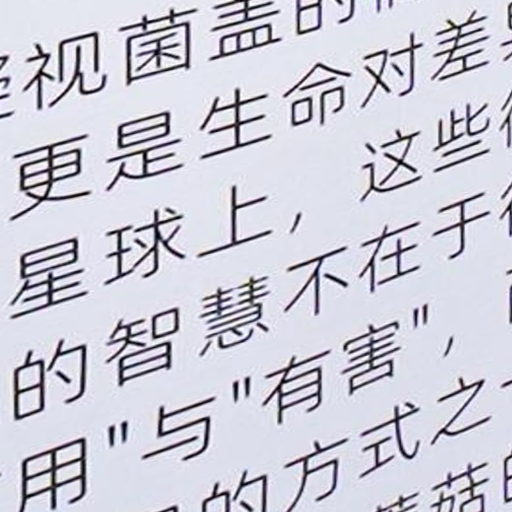 视菌盖的
更是生命对差
星球上，这些
的智慧不在于
用"与"有害"，
的方式之
菇